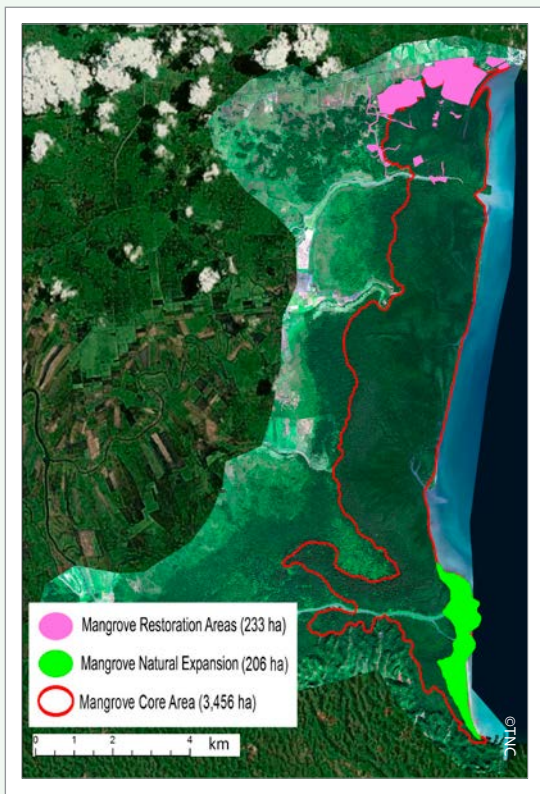 Mangrove Restoration Areas (233 ha)
Mangrove Natural Expansion (206 ha)
Mangrove Core Area (3,456 ha)
0 2 4 km
©TNC